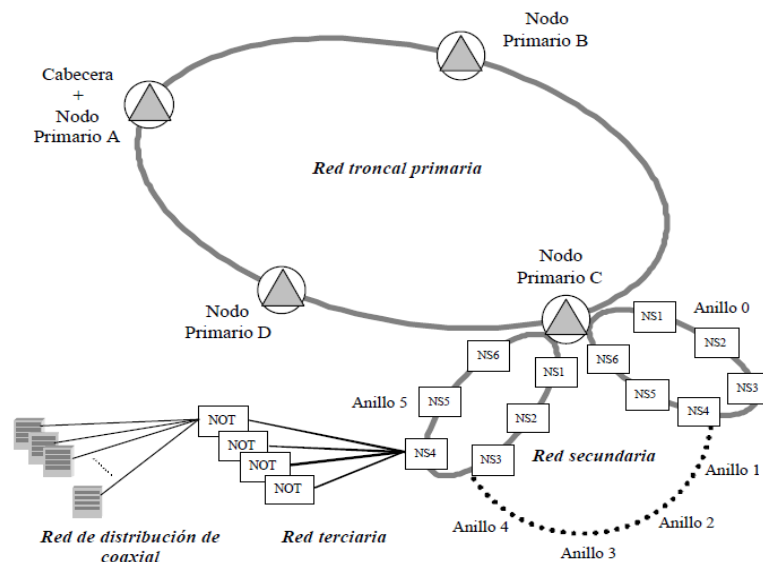 Nodo
Primario B
Cabecera
+
Nodo
Primario A
Red troncal primaria
Nodo
Primario C
Nodo
Primario D
NS1
Anillo 0
NS2
NS3
NS4
NS5
NS6
NS6
NS1
Anillo 5
NS5
NS2
NS4
NS3
Red secundaria
Anillo 1
Anillo 2
Anillo 3
Anillo 4
NOT
NOT
NOT
NOT
Red de distribución de
coaxial
Red terciaria